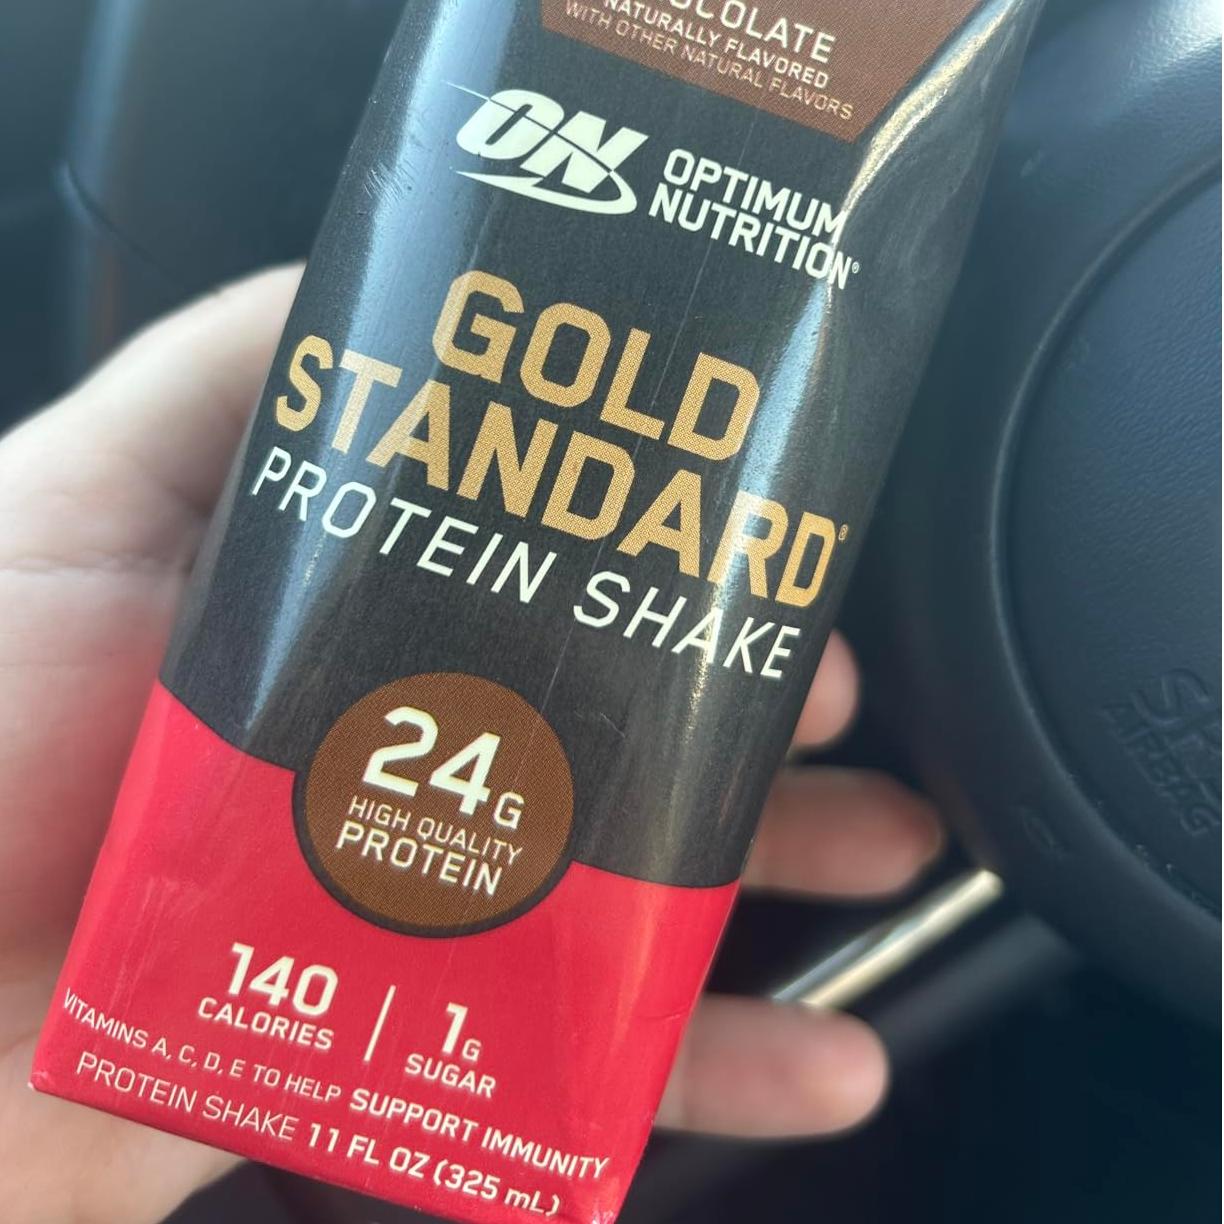 NATURALLY FLAVORED
WITH OTHER NATURAL FLAVORS
ON
OPTIMUM
NUTRITION®
GOLD
STANDARD®
PROTEIN SHAKE
24G
HIGH QUALITY
PROTEIN
140
CALORIES
1G
SUGAR
VITAMINS A, C, D, E TO HELP SUPPORT IMMUNITY
PROTEIN SHAKE 11 FL OZ (325 mL)
AIRBAG